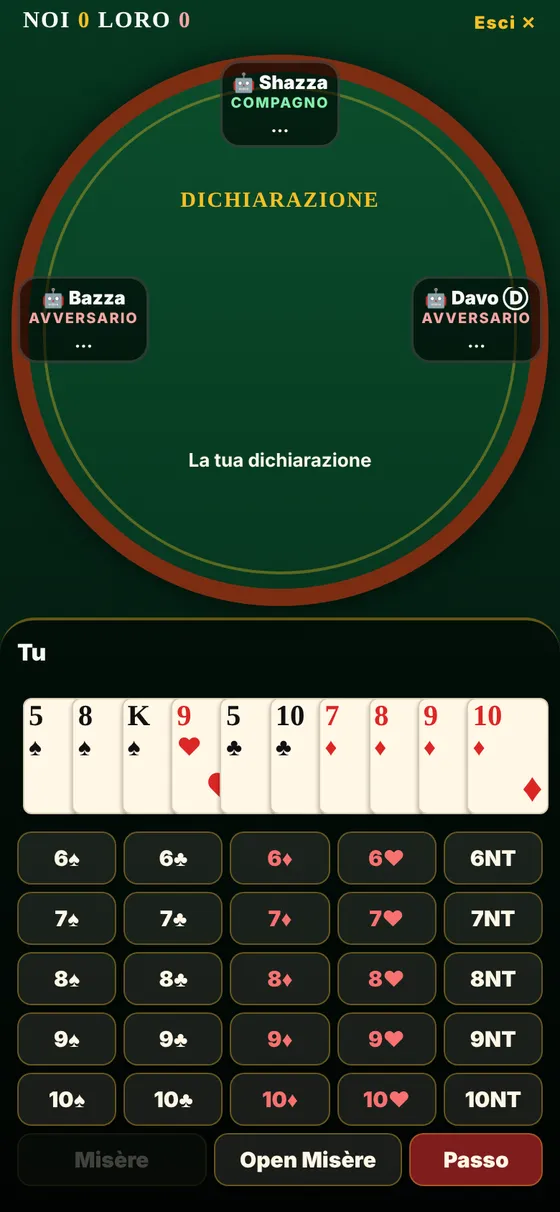 NOI 0 LORO 0
Esci ×
🤖 Shazza
COMPAGNO
...
DICHIARAZIONE
🤖 Bazza
AVVERSARIO
...
🤖 Davo Ⓓ
AVVERSARIO
...
La tua dichiarazione
Tu
5 8 K 9 5 10 7 8 9 10
♠ ♠ ♠ ♥ ♣ ♣ ♦ ♦ ♦ ♦
6♠ 6♣ 6♦ 6♥ 6NT
7♠ 7♣ 7♦ 7♥ 7NT
8♠ 8♣ 8♦ 8♥ 8NT
9♠ 9♣ 9♦ 9♥ 9NT
10♠ 10♣ 10♦ 10♥ 10NT
Misère Open Misère Passo